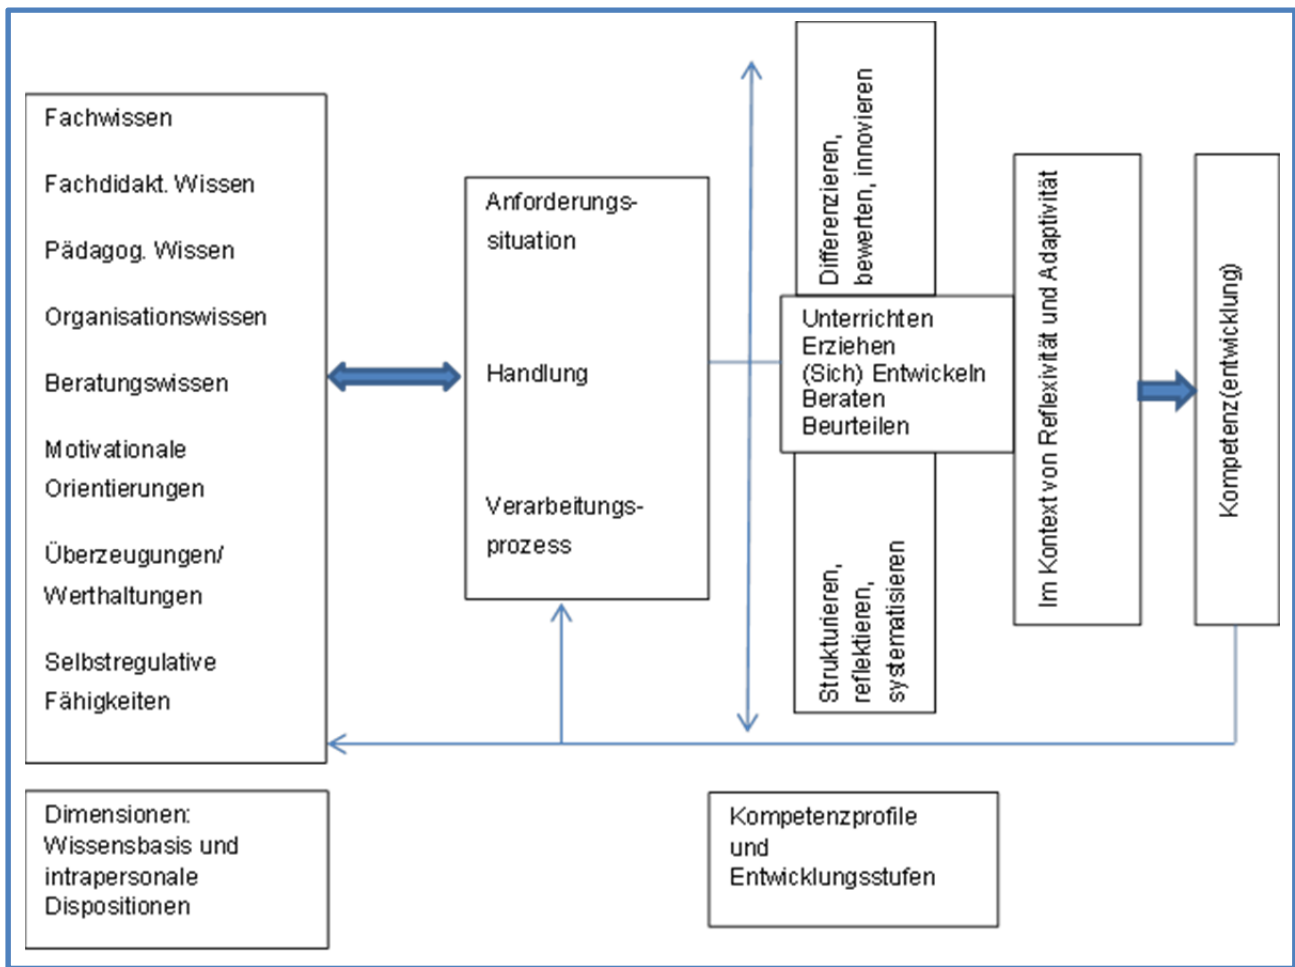 Fachwissen
Fachdidakt. Wissen
Pädagog. Wissen
Organisationswissen
Beratungswissen
Motivationale
Orientierungen
Überzeugungen/
Werthaltungen
Selbstregulative
Fähigkeiten
Anforderungs-
situation
Handlung
Verarbeitungs-
prozess
Differenzieren,
bewerten, innovieren
Unterrichten
Erziehen
(Sich) Entwickeln
Beraten
Beurteilen
Strukturieren,
reflektieren,
systematisieren
Im Kontext von Reflexivität und Adaptivität
Kompetenz(entwicklung)
Dimensionen:
Wissensbasis und
intrapersonale
Dispositionen
Kompetenzprofile
und
Entwicklungsstufen